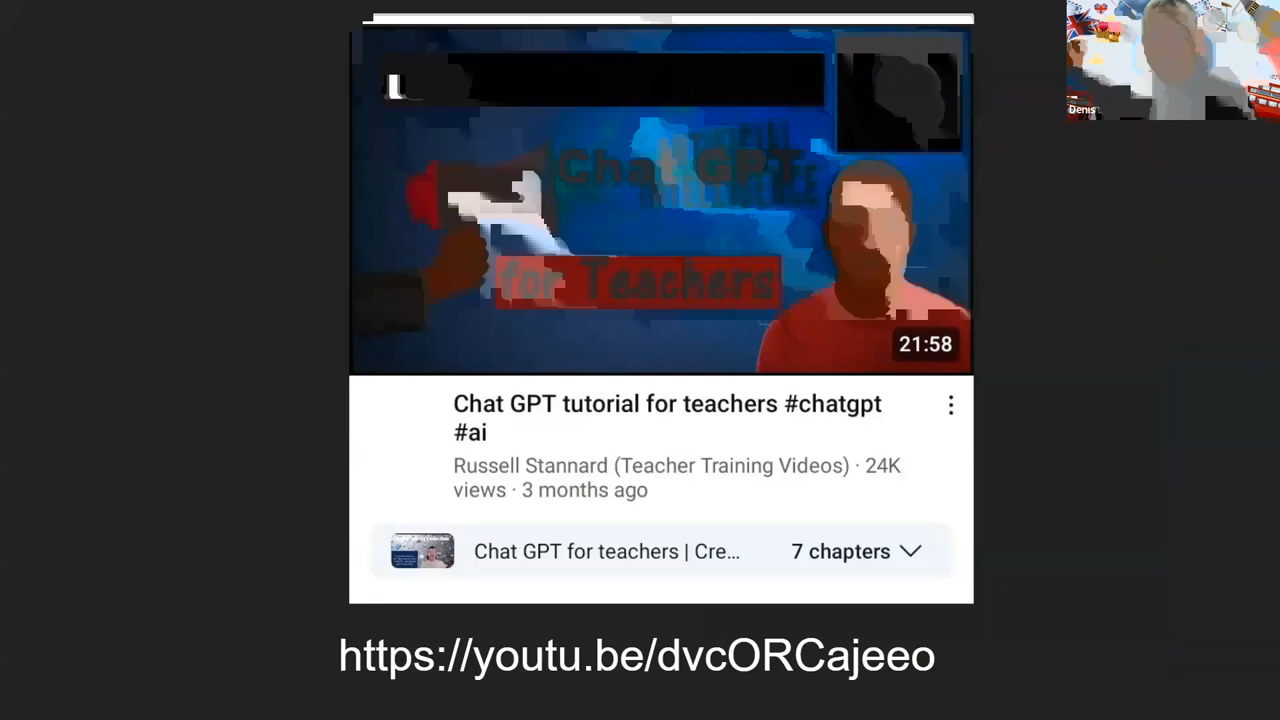 Denis
Chat GPT
for Teachers
21:58
Chat GPT tutorial for teachers #chatgpt
#ai
Russell Stannard (Teacher Training Videos) · 24K
views · 3 months ago
Chat GPT for teachers | Cre...
7 chapters
https://youtu.be/dvcORCajeeo